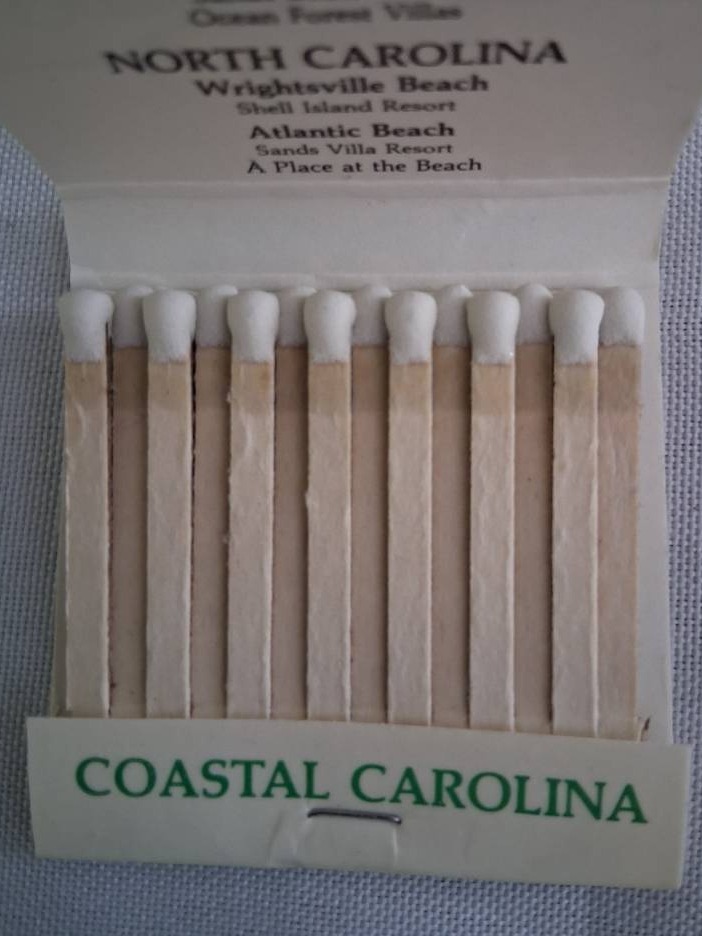 Ocean Forest Villas
NORTH CAROLINA
Wrightsville Beach
Shell Island Resort
Atlantic Beach
Sands Villa Resort
A Place at the Beach
COASTAL CAROLINA